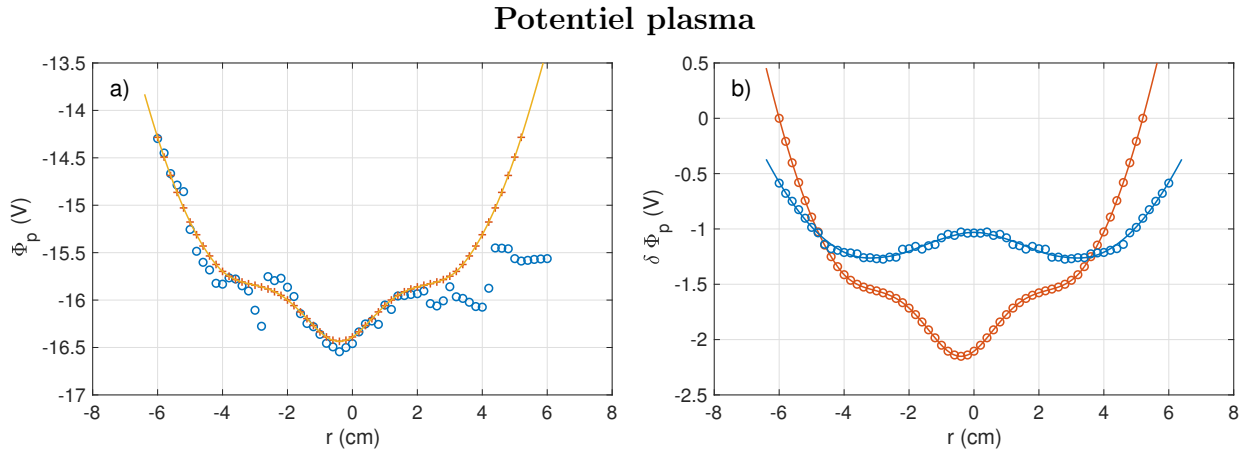 Potentiel plasma
a)
-13.5
-14
-14.5
-15
-15.5
-16
-16.5
-17
Φp (V)
-8 -6 -4 -2 0 2 4 6 8
r (cm)
b)
0.5
0
-0.5
-1
-1.5
-2
-2.5
δ Φp (V)
-8 -6 -4 -2 0 2 4 6 8
r (cm)